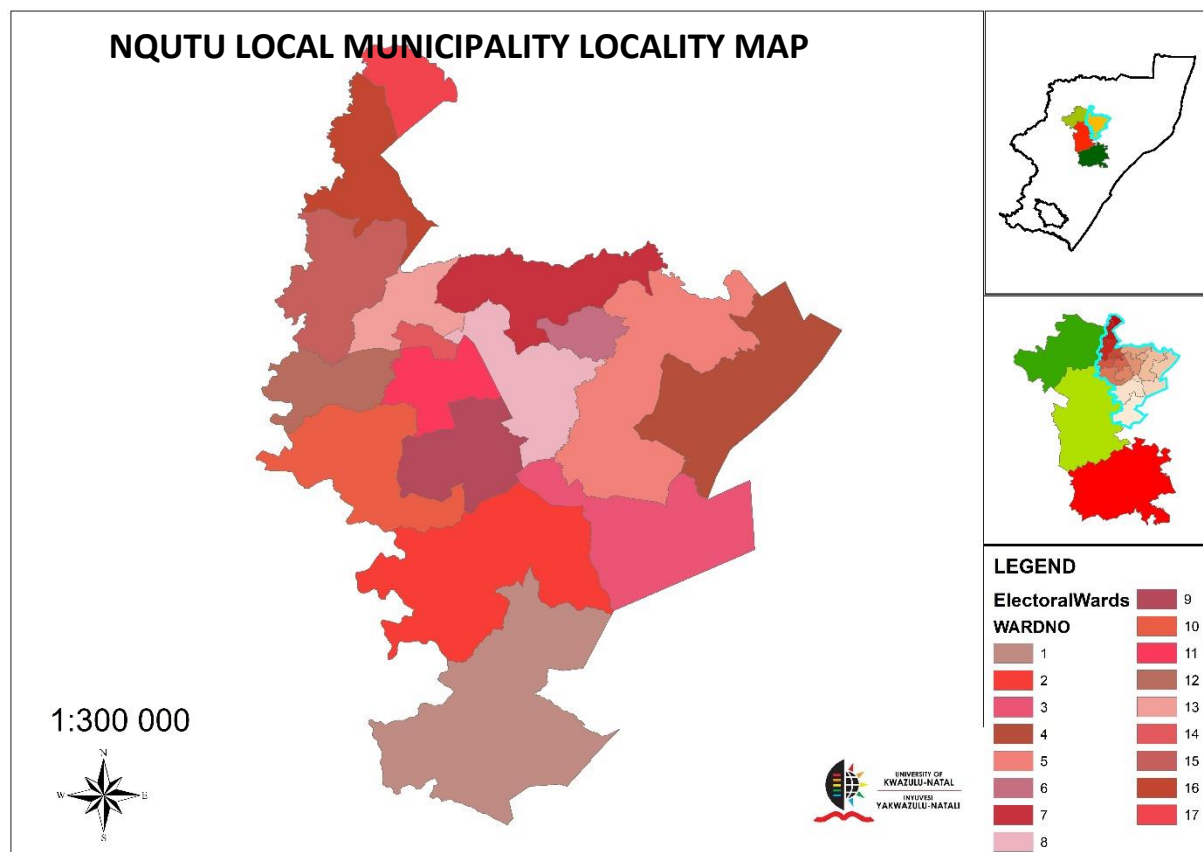 NQUTU LOCAL MUNICIPALITY LOCALITY MAP
1:300 000
N
W
E
S
UNIVERSITY OF
KWAZULU-NATAL
INYUVESI
YAKWAZULU-NATALI
LEGEND
ElectoralWards
WARDNO
1
2
3
4
5
6
7
8
9
10
11
12
13
14
15
16
17